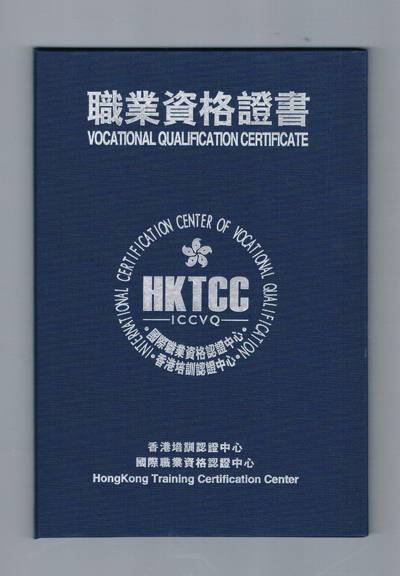 職業資格證書
VOCATIONAL QUALIFICATION CERTIFICATE
INTERNATIONAL CERTIFICATION CENTER OF VOCATIONAL QUALIFICATION
HKTCC
ICCVQ
·國際職業資格認證中心·
·香港培訓認證中心·
香港培訓認證中心
國際職業資格認證中心
HongKong Training Certification Center